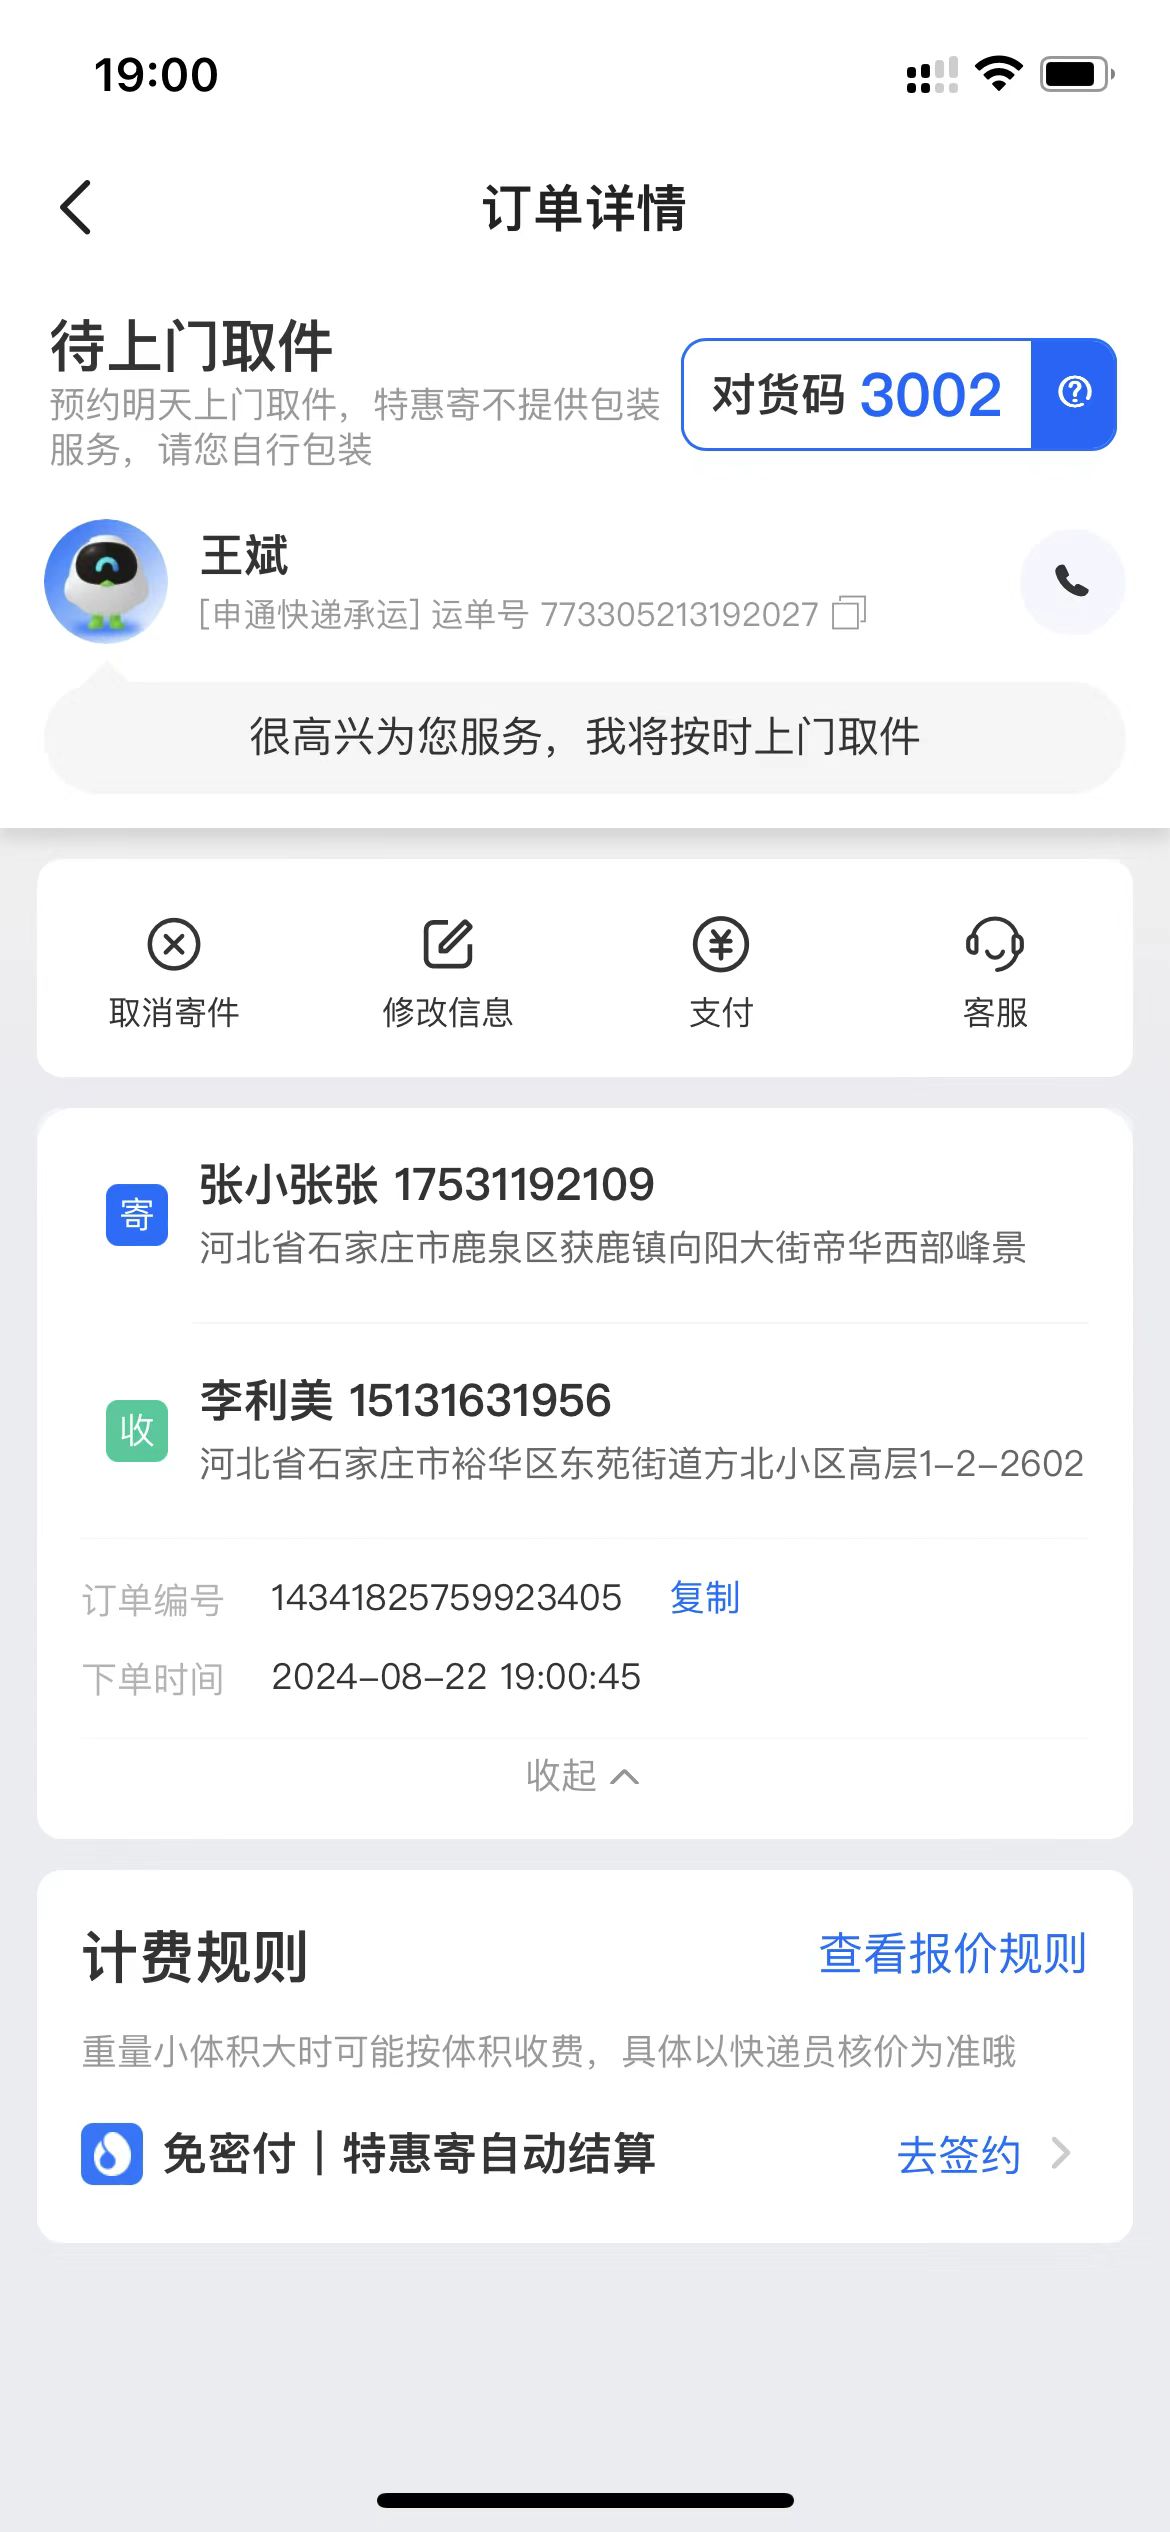 19:00
订单详情
待上门取件
预约明天上门取件，特惠寄不提供包装
服务，请您自行包装
对货码 3002
王斌
[申通快递承运] 运单号 773305213192027
很高兴为您服务，我将按时上门取件
取消寄件
修改信息
支付
客服
寄
张小张张 17531192109
河北省石家庄市鹿泉区获鹿镇向阳大街帝华西部峰景
收
李利美 15131631956
河北省石家庄市裕华区东苑街道方北小区高层1-2-2602
订单编号 14341825759923405 复制
下单时间 2024-08-22 19:00:45
收起
计费规则
查看报价规则
重量小体积大时可能按体积收费，具体以快递员核价为准哦
免密付 | 特惠寄自动结算
去签约